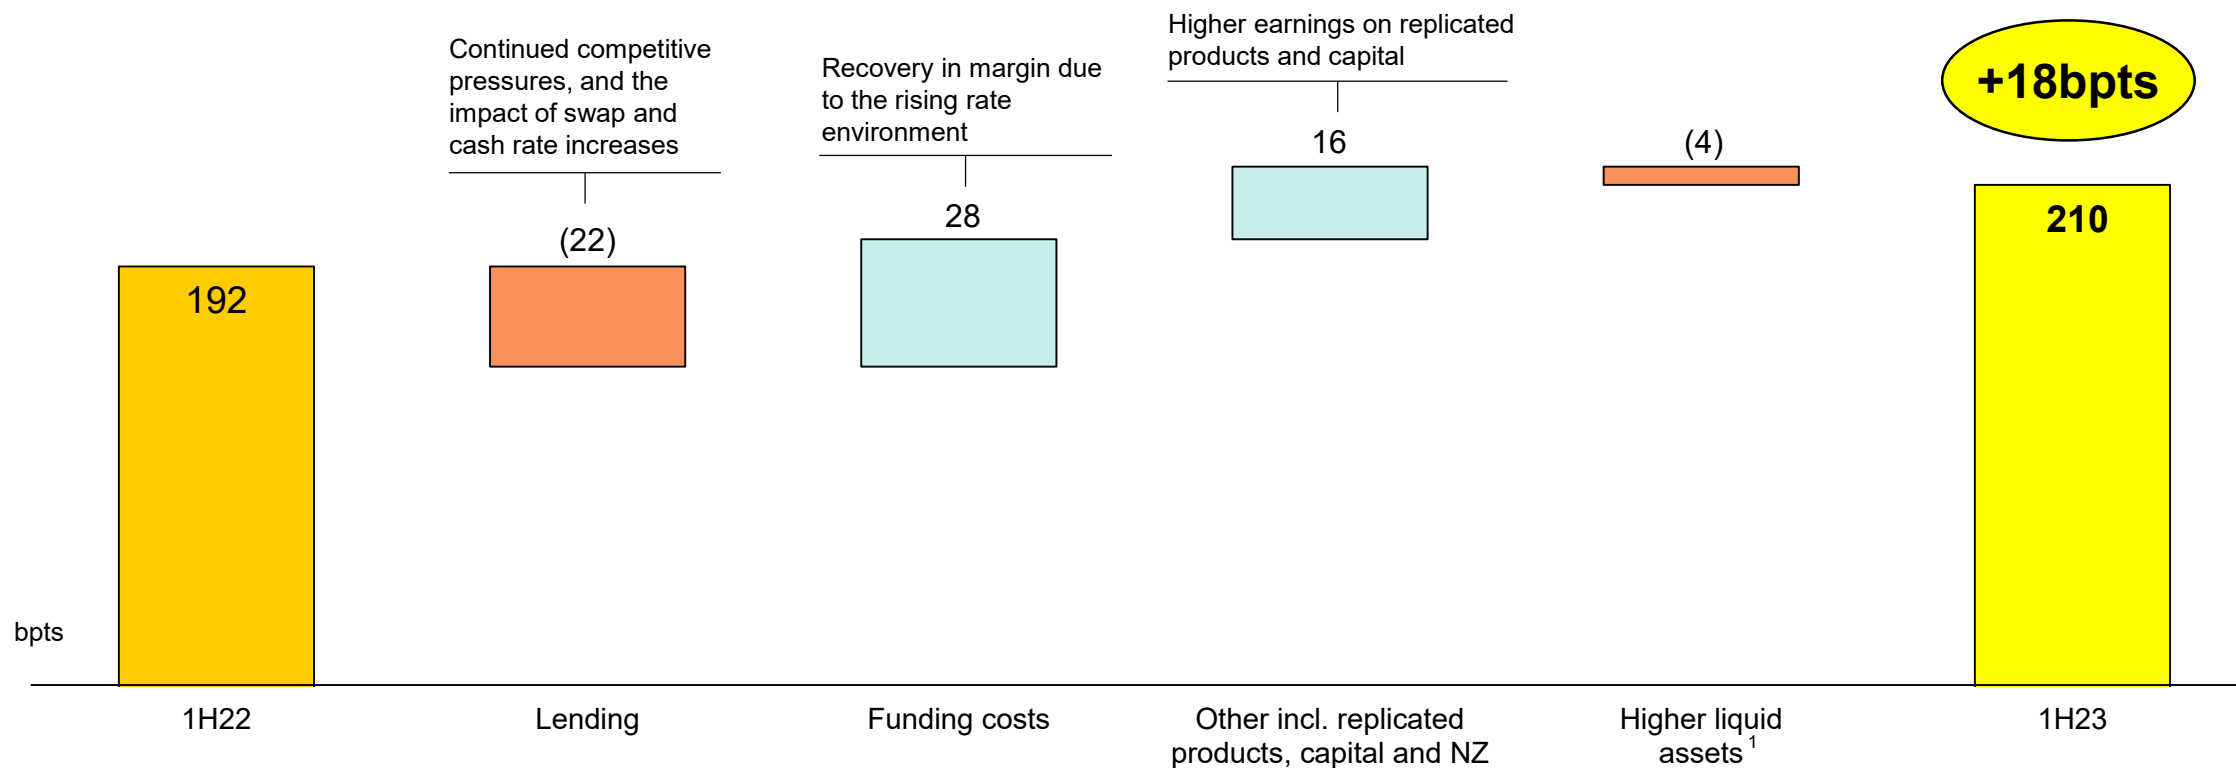 Continued competitive
pressures, and the
impact of swap and
cash rate increases
Recovery in margin due
to the rising rate
environment
Higher earnings on replicated
products and capital
+18bpts
192
(22)
28
16
(4)
210
bpts
1H22
Lending
Funding costs
Other incl. replicated
products, capital and NZ
Higher liquid
assets 1
1H23